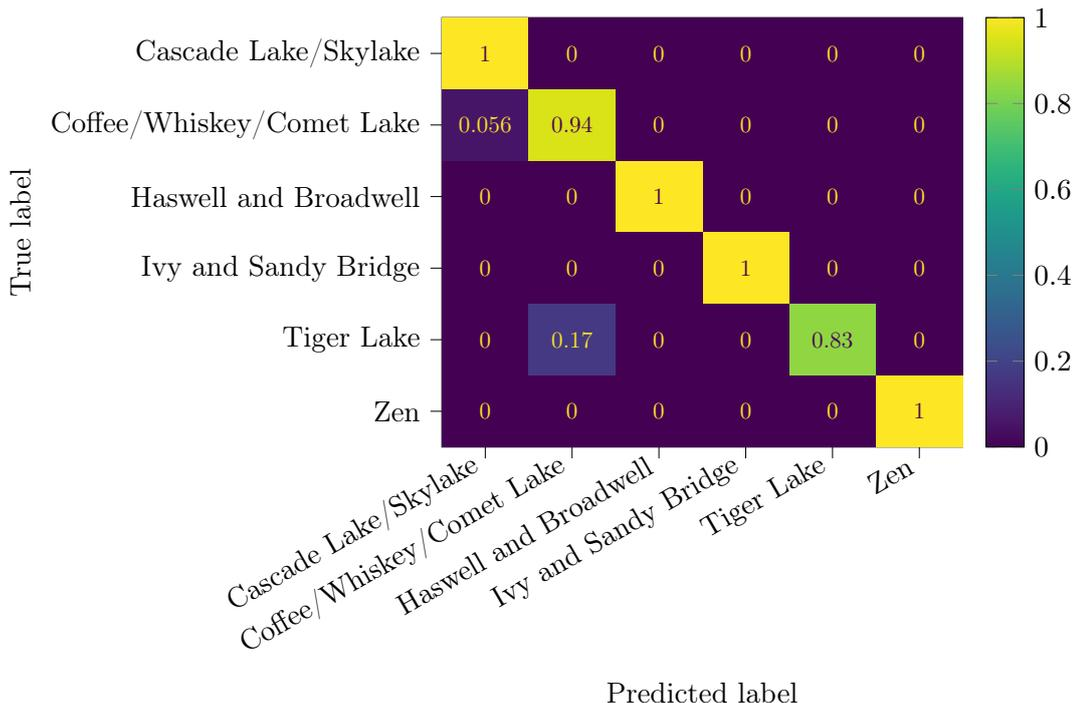 Cascade Lake/Skylake 1 0 0 0 0 0
Coffee/Whiskey/Comet Lake 0.056 0.94 0 0 0 0
Haswell and Broadwell 0 0 1 0 0 0
Ivy and Sandy Bridge 0 0 0 1 0 0
Tiger Lake 0 0.17 0 0 0.83 0
Zen 0 0 0 0 0 1
True label
Cascade Lake/Skylake
Coffee/Whiskey/Comet Lake
Haswell and Broadwell
Ivy and Sandy Bridge
Tiger Lake
Zen
Predicted label
1
0.8
0.6
0.4
0.2
0